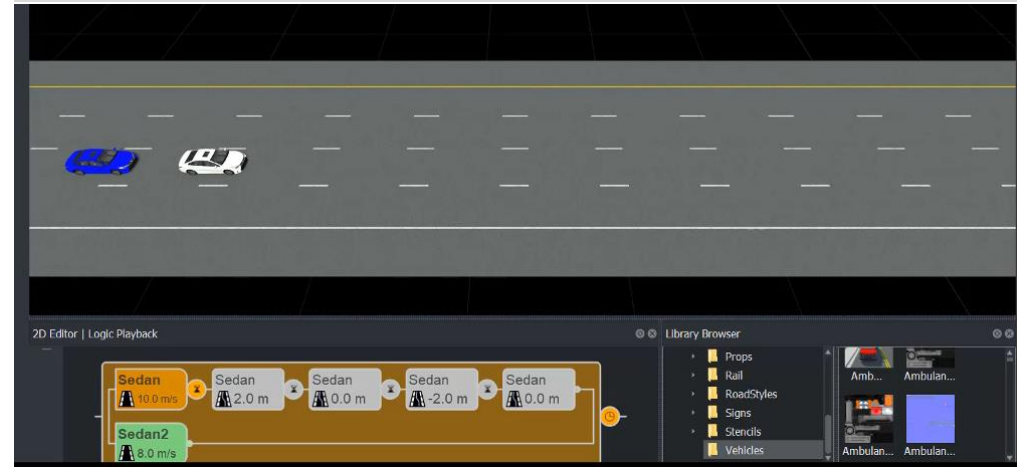 2D Editor | Logic Playback
Sedan
10.0 m/s
Sedan
2.0 m
Sedan
0.0 m
Sedan
-2.0 m
Sedan
0.0 m
Sedan2
8.0 m/s
Library Browser
Props
Rail
RoadStyles
Signs
Stencils
Vehicles
Amb...
Ambulan...
Ambulan...
Ambulan...